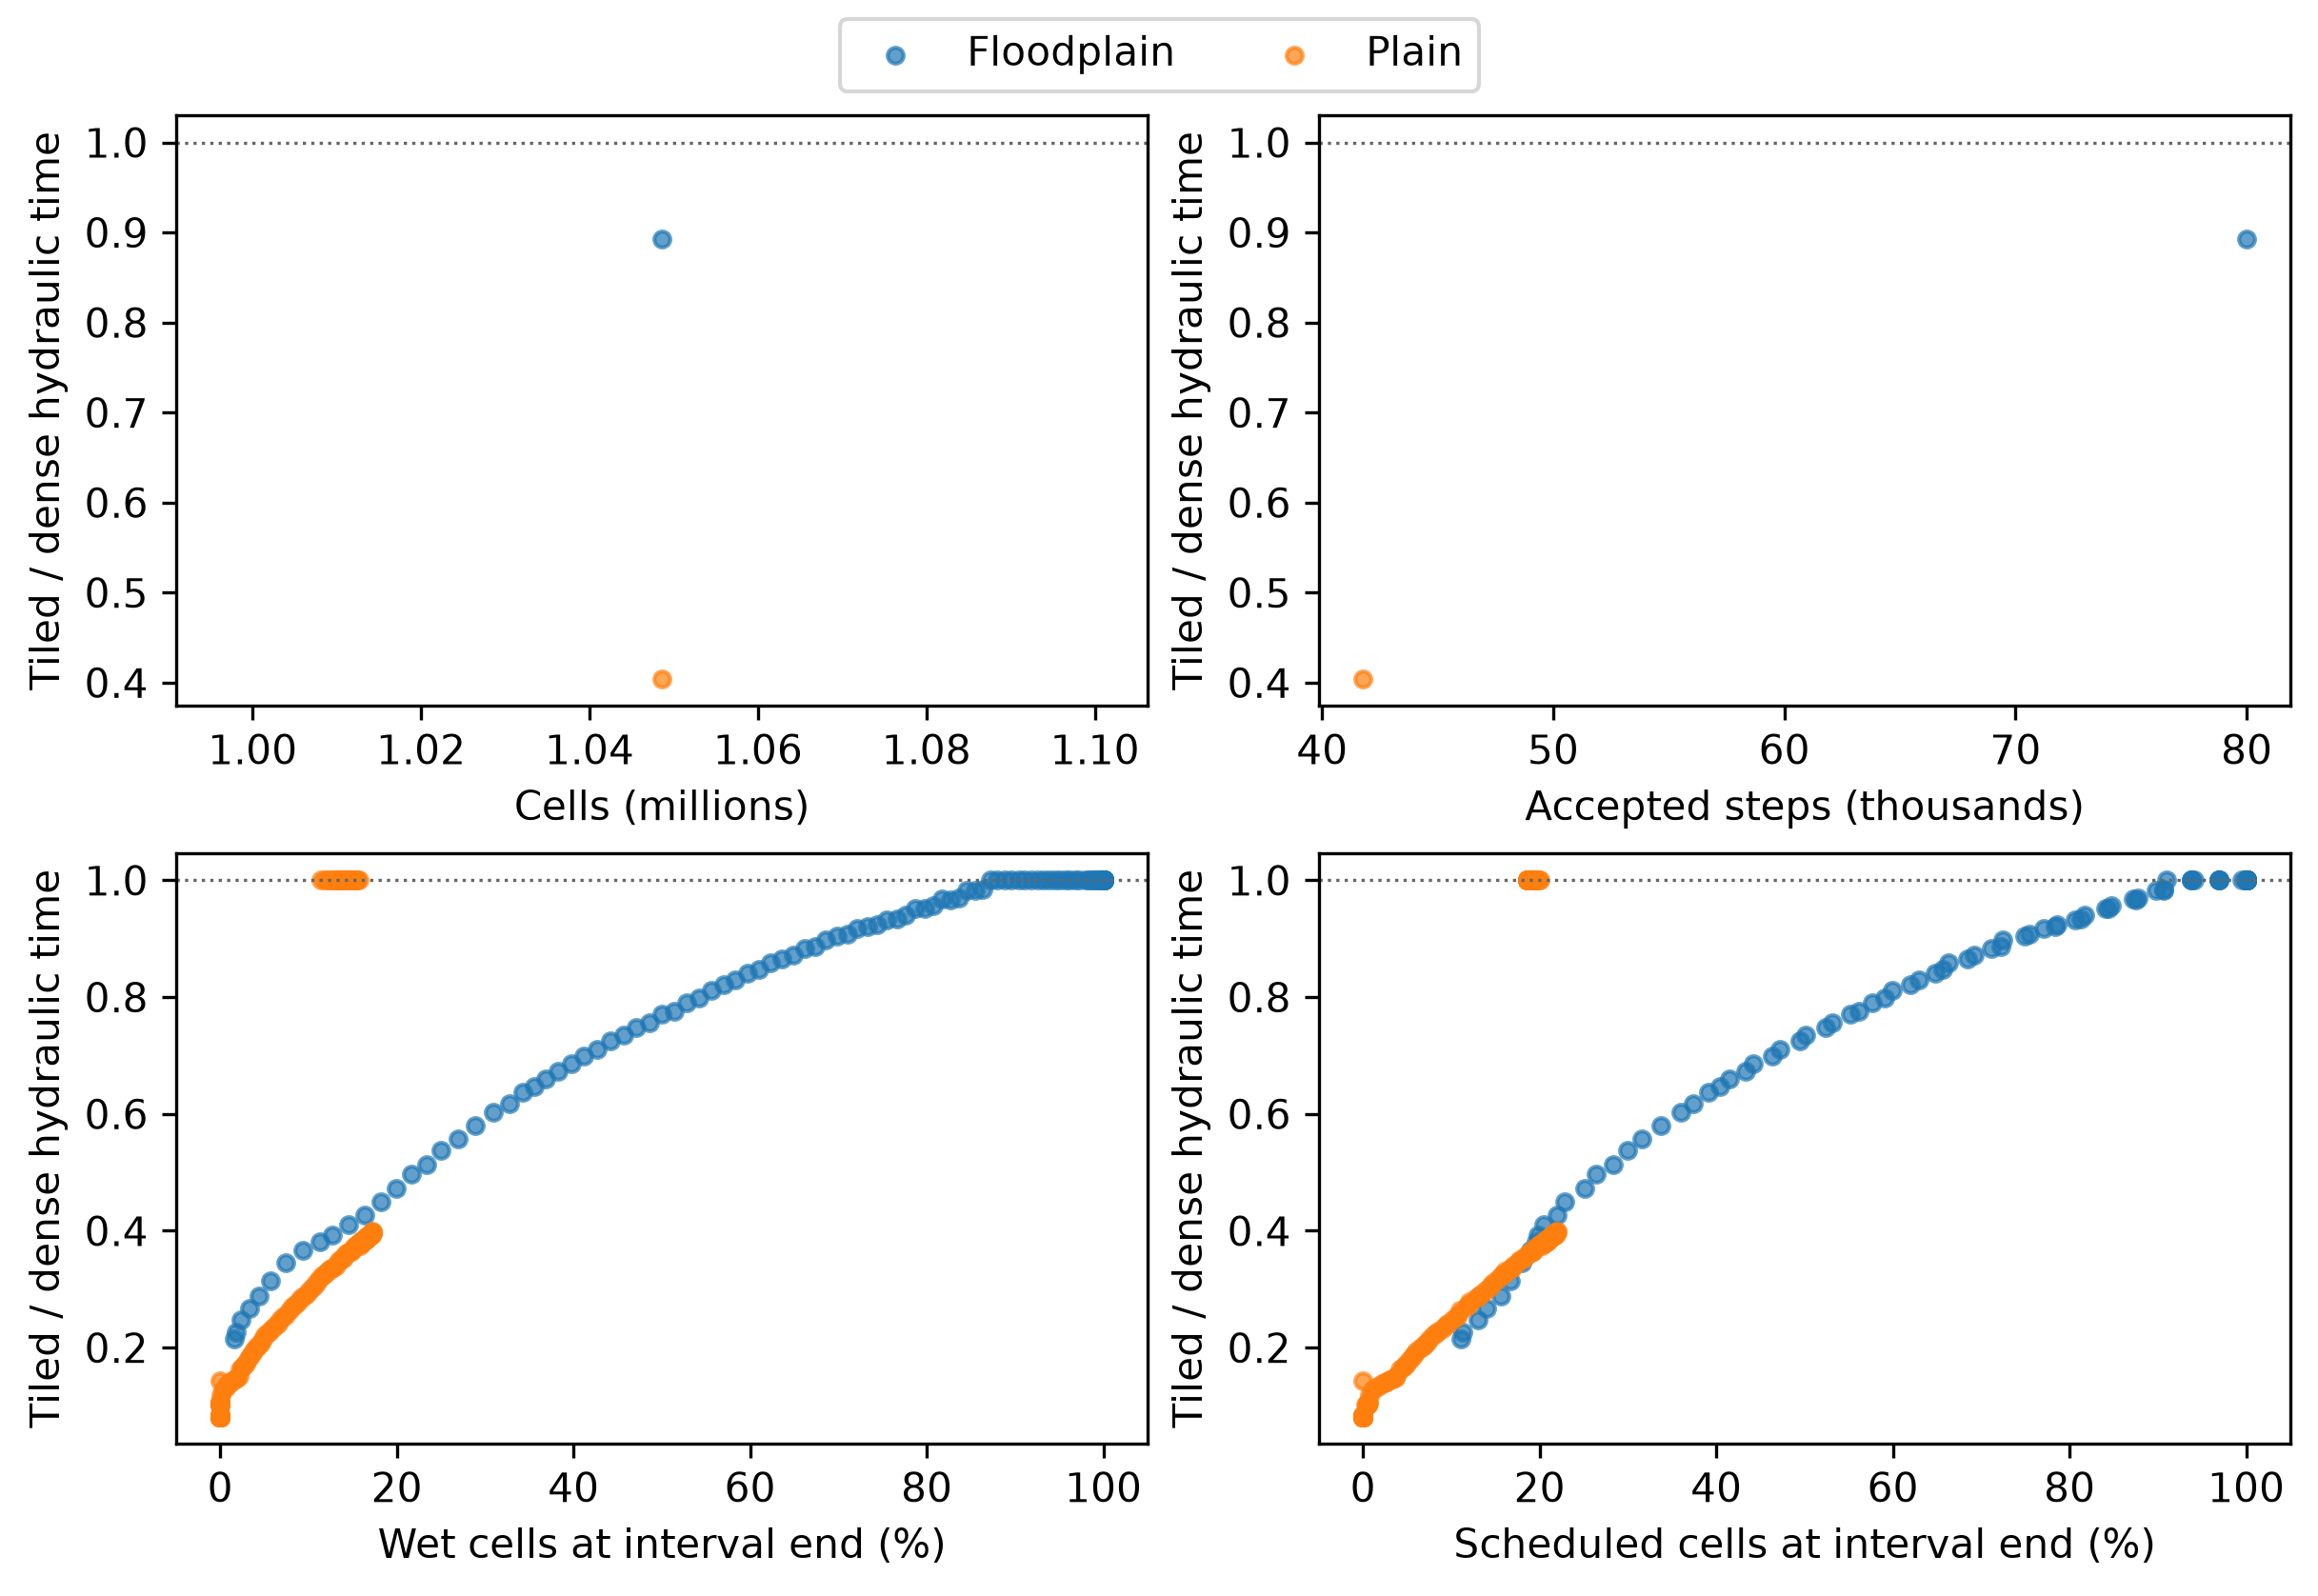 Floodplain Plain
Tiled / dense hydraulic time
1.0
0.9
0.8
0.7
0.6
0.5
0.4
1.00 1.02 1.04 1.06 1.08 1.10
Cells (millions)
Tiled / dense hydraulic time
1.0
0.9
0.8
0.7
0.6
0.5
0.4
40 50 60 70 80
Accepted steps (thousands)
Tiled / dense hydraulic time
1.0
0.8
0.6
0.4
0.2
0 20 40 60 80 100
Wet cells at interval end (%)
Tiled / dense hydraulic time
1.0
0.8
0.6
0.4
0.2
0 20 40 60 80 100
Scheduled cells at interval end (%)